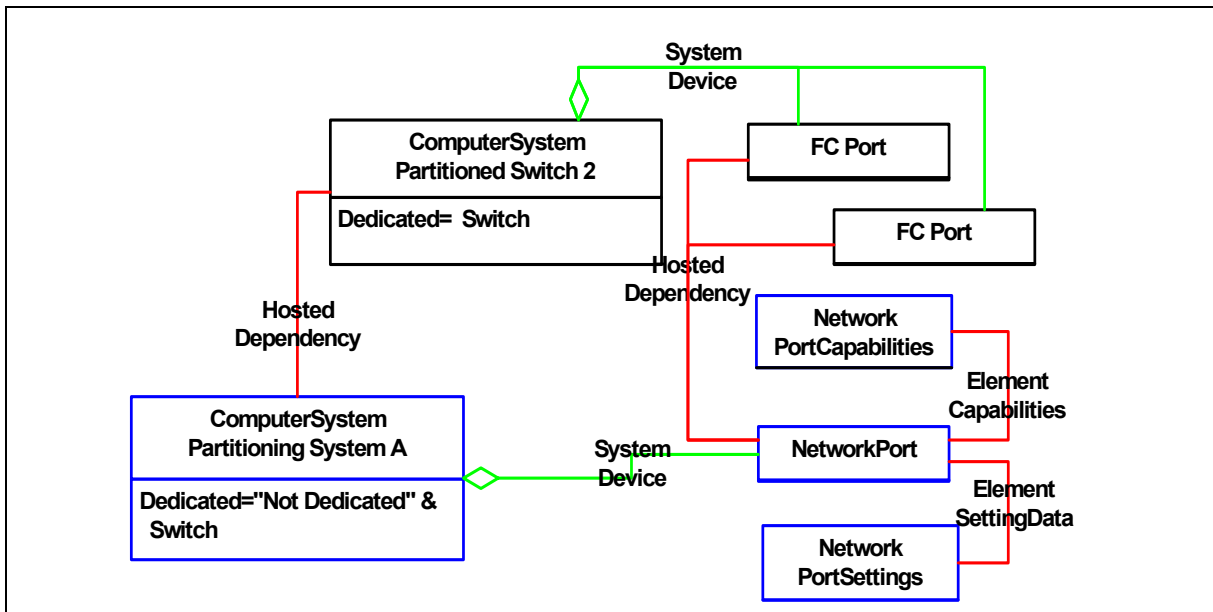 System
Device
ComputerSystem
Partitioned Switch 2
Dedicated= Switch
FC Port
FC Port
Hosted
Dependency
Hosted
Dependency
Network
PortCapabilities
Element
Capabilities
ComputerSystem
Partitioning System A
Dedicated="Not Dedicated" &
Switch
System
Device
NetworkPort
Element
SettingData
Network
PortSettings